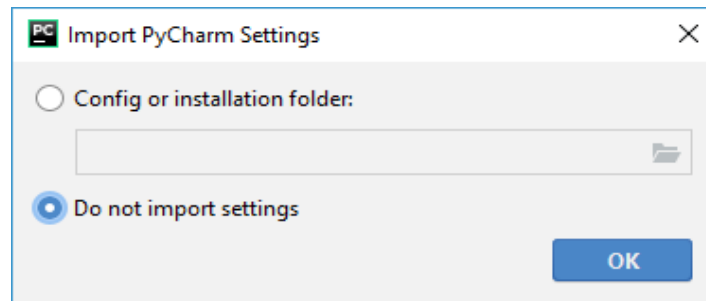 PC Import PyCharm Settings
Config or installation folder:
Do not import settings
OK